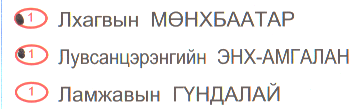 1 Лхагвын МӨНХБААТАР
1 Лувсанцэрэнгийн ЭНХ-АМГАЛАН
1 Ламжавын ГҮНДАЛАЙ